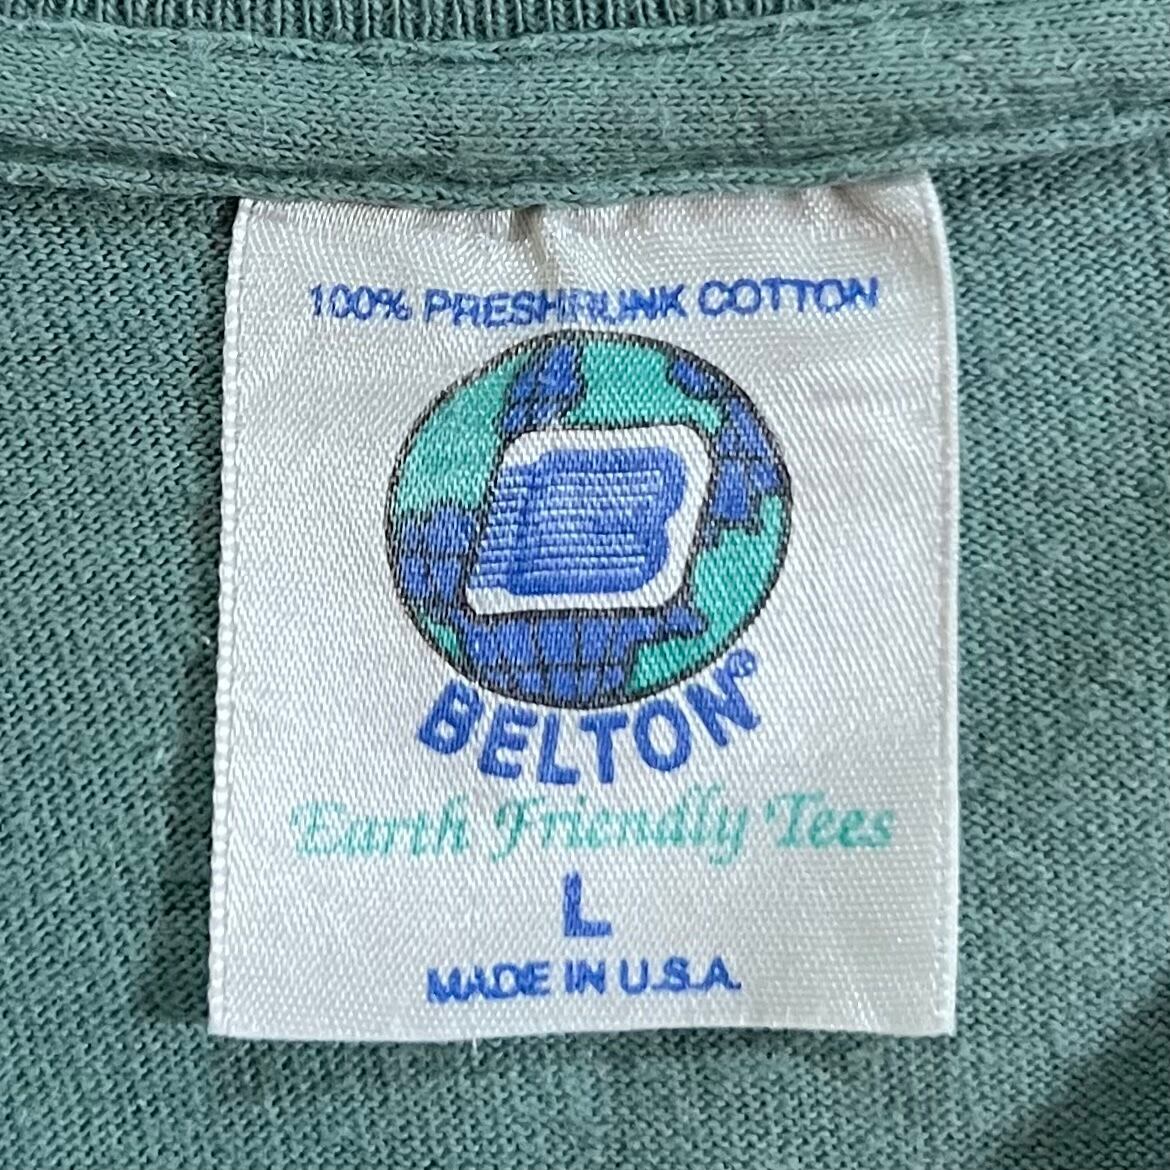 100% PRESHRUNK COTTON
B
BELTON®
Earth Friendly Tees
L
MADE IN U.S.A.